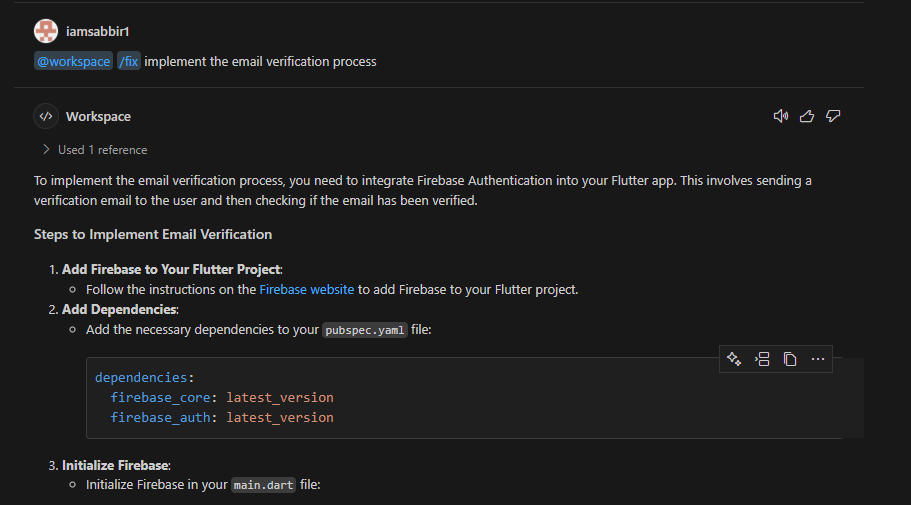 iamsabbir1
@workspace /fix implement the email verification process
Workspace
Used 1 reference
To implement the email verification process, you need to integrate Firebase Authentication into your Flutter app. This involves sending a
verification email to the user and then checking if the email has been verified.
Steps to Implement Email Verification
1. Add Firebase to Your Flutter Project:
Follow the instructions on the Firebase website to add Firebase to your Flutter project.
2. Add Dependencies:
Add the necessary dependencies to your pubspec.yaml file:
dependencies:
firebase_core: latest_version
firebase_auth: latest_version
3. Initialize Firebase:
Initialize Firebase in your main.dart file: